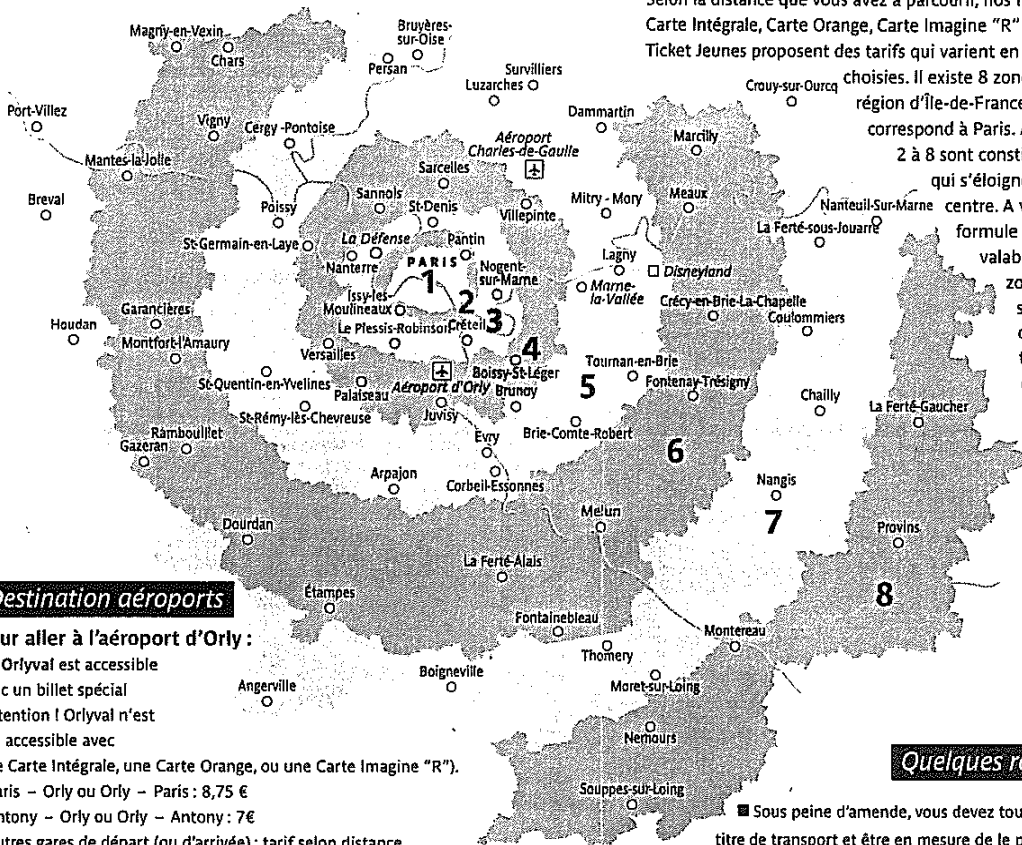 Selon la distance que vous avez à parcourir, nos
Carte Intégrale, Carte Orange, Carte Imagine "R"
Ticket Jeunes proposent des tarifs qui varient en
choisies. Il existe 8
région d'Île-de-France
correspond à Paris.
2 à 8 sont
qui s'éloigne
centre. A
formule
Magny-en-Vexin
Chars
Bruyères-
sur-Oise
Persan
Survilliers
Luzarches
Crouy-sur-Ourcq
Port-Villez
Vigny
Cergy-Pontoise
Dammartin
Marcilly
Aéroport
Charles-de-Gaulle
Mantes-la-Jolie
Sarcelles
Breval
Poissy
Sannois
St-Denis
Villepinte
Mitry - Mory
Meaux
Nanteuil-Sur-Marne
La Ferté-sous-Jouarre
St-Germain-en-Laye
La Défense
Nanterre
Pantin
PARIS
1
Nogent-
sur-Marne
Lagny
Disneyland
Marne-
la-Vallée
Issy-les-
Moulineaux
2
3
Crécy-en-Brie-La-Chapelle
Coulommiers
Garancières
Houdan
Montfort-l'Amaury
Le Plessis-Robinson
Créteil
4
Versailles
Boissy-St-Léger
Tournan-en-Brie
St-Quentin-en-Yvelines
Palaiseau
Aéroport d'Orly
Brunoy
5
Fontenay-Trésigny
Chailly
La Ferté-Gaucher
St-Rémy-lès-Chevreuse
Juvisy
Brie-Comte-Robert
Rambouillet
Gazeran
Evry
6
Arpajon
Corbeil-Essonnes
Nangis
7
Dourdan
Melun
Provins
La Ferté-Alais
8
Étampes
Fontainebleau
Montereau
Thomery
Boigneville
Angerville
Moret-sur-Loing
Nemours
Souppes-sur-Loing
Destination aéroports
ur aller à l'aéroport d'Orly :
Orlyval est accessible
c un billet spécial
tention ! Orlyval n'est
accessible avec
e Carte Intégrale, une Carte Orange, ou une Carte Imagine "R").
aris – Orly ou Orly – Paris : 8,75 €
ntony – Orly ou Orly – Antony : 7€
utres gares de départ (ou d'arrivée) : tarif selon distance
Quelques
■ Sous peine d'amende, vous devez
titre de transport et être en mesure de le